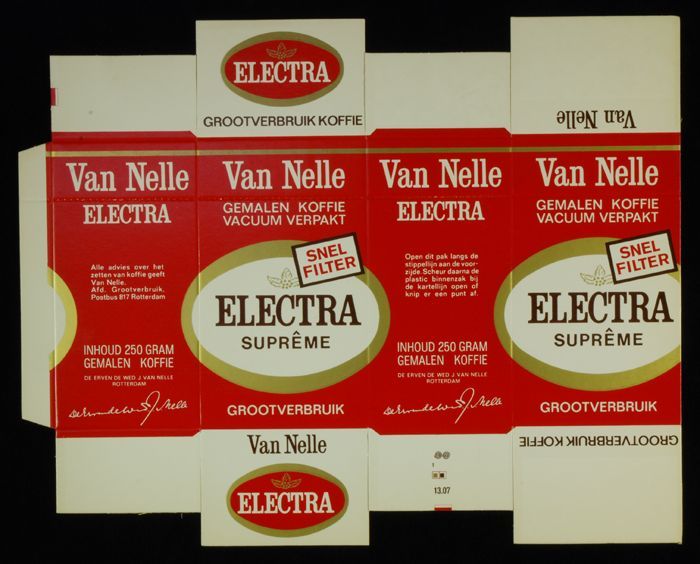 ELECTRA
GROOTVERBRUIK KOFFIE
Van Nelle
Van Nelle
ELECTRA
Alle advies over het
zetten van koffie geeft
Van Nelle.
Afd. Grootverbruik.
Postbus 817 Rotterdam
INHOUD 250 GRAM
GEMALEN KOFFIE
DE ERVEN DE WED. J. VAN NELLE
ROTTERDAM
Van Nelle
GEMALEN KOFFIE
VACUUM VERPAKT
SNEL
FILTER
ELECTRA
SUPRÊME
GROOTVERBRUIK
Van Nelle
ELECTRA
Open dit pak langs de
stippellijn aan de voor-
zijde. Scheur daarna de
plastic binnenzak bij
de kartellijn open of
knip er een punt af.
INHOUD 250 GRAM
GEMALEN KOFFIE
DE ERVEN DE WED. J. VAN NELLE
ROTTERDAM
Van Nelle
GEMALEN KOFFIE
VACUUM VERPAKT
SNEL
FILTER
ELECTRA
SUPRÊME
GROOTVERBRUIK
Van Nelle
ELECTRA
13.07
GROOTVERBRUIK KOFFIE